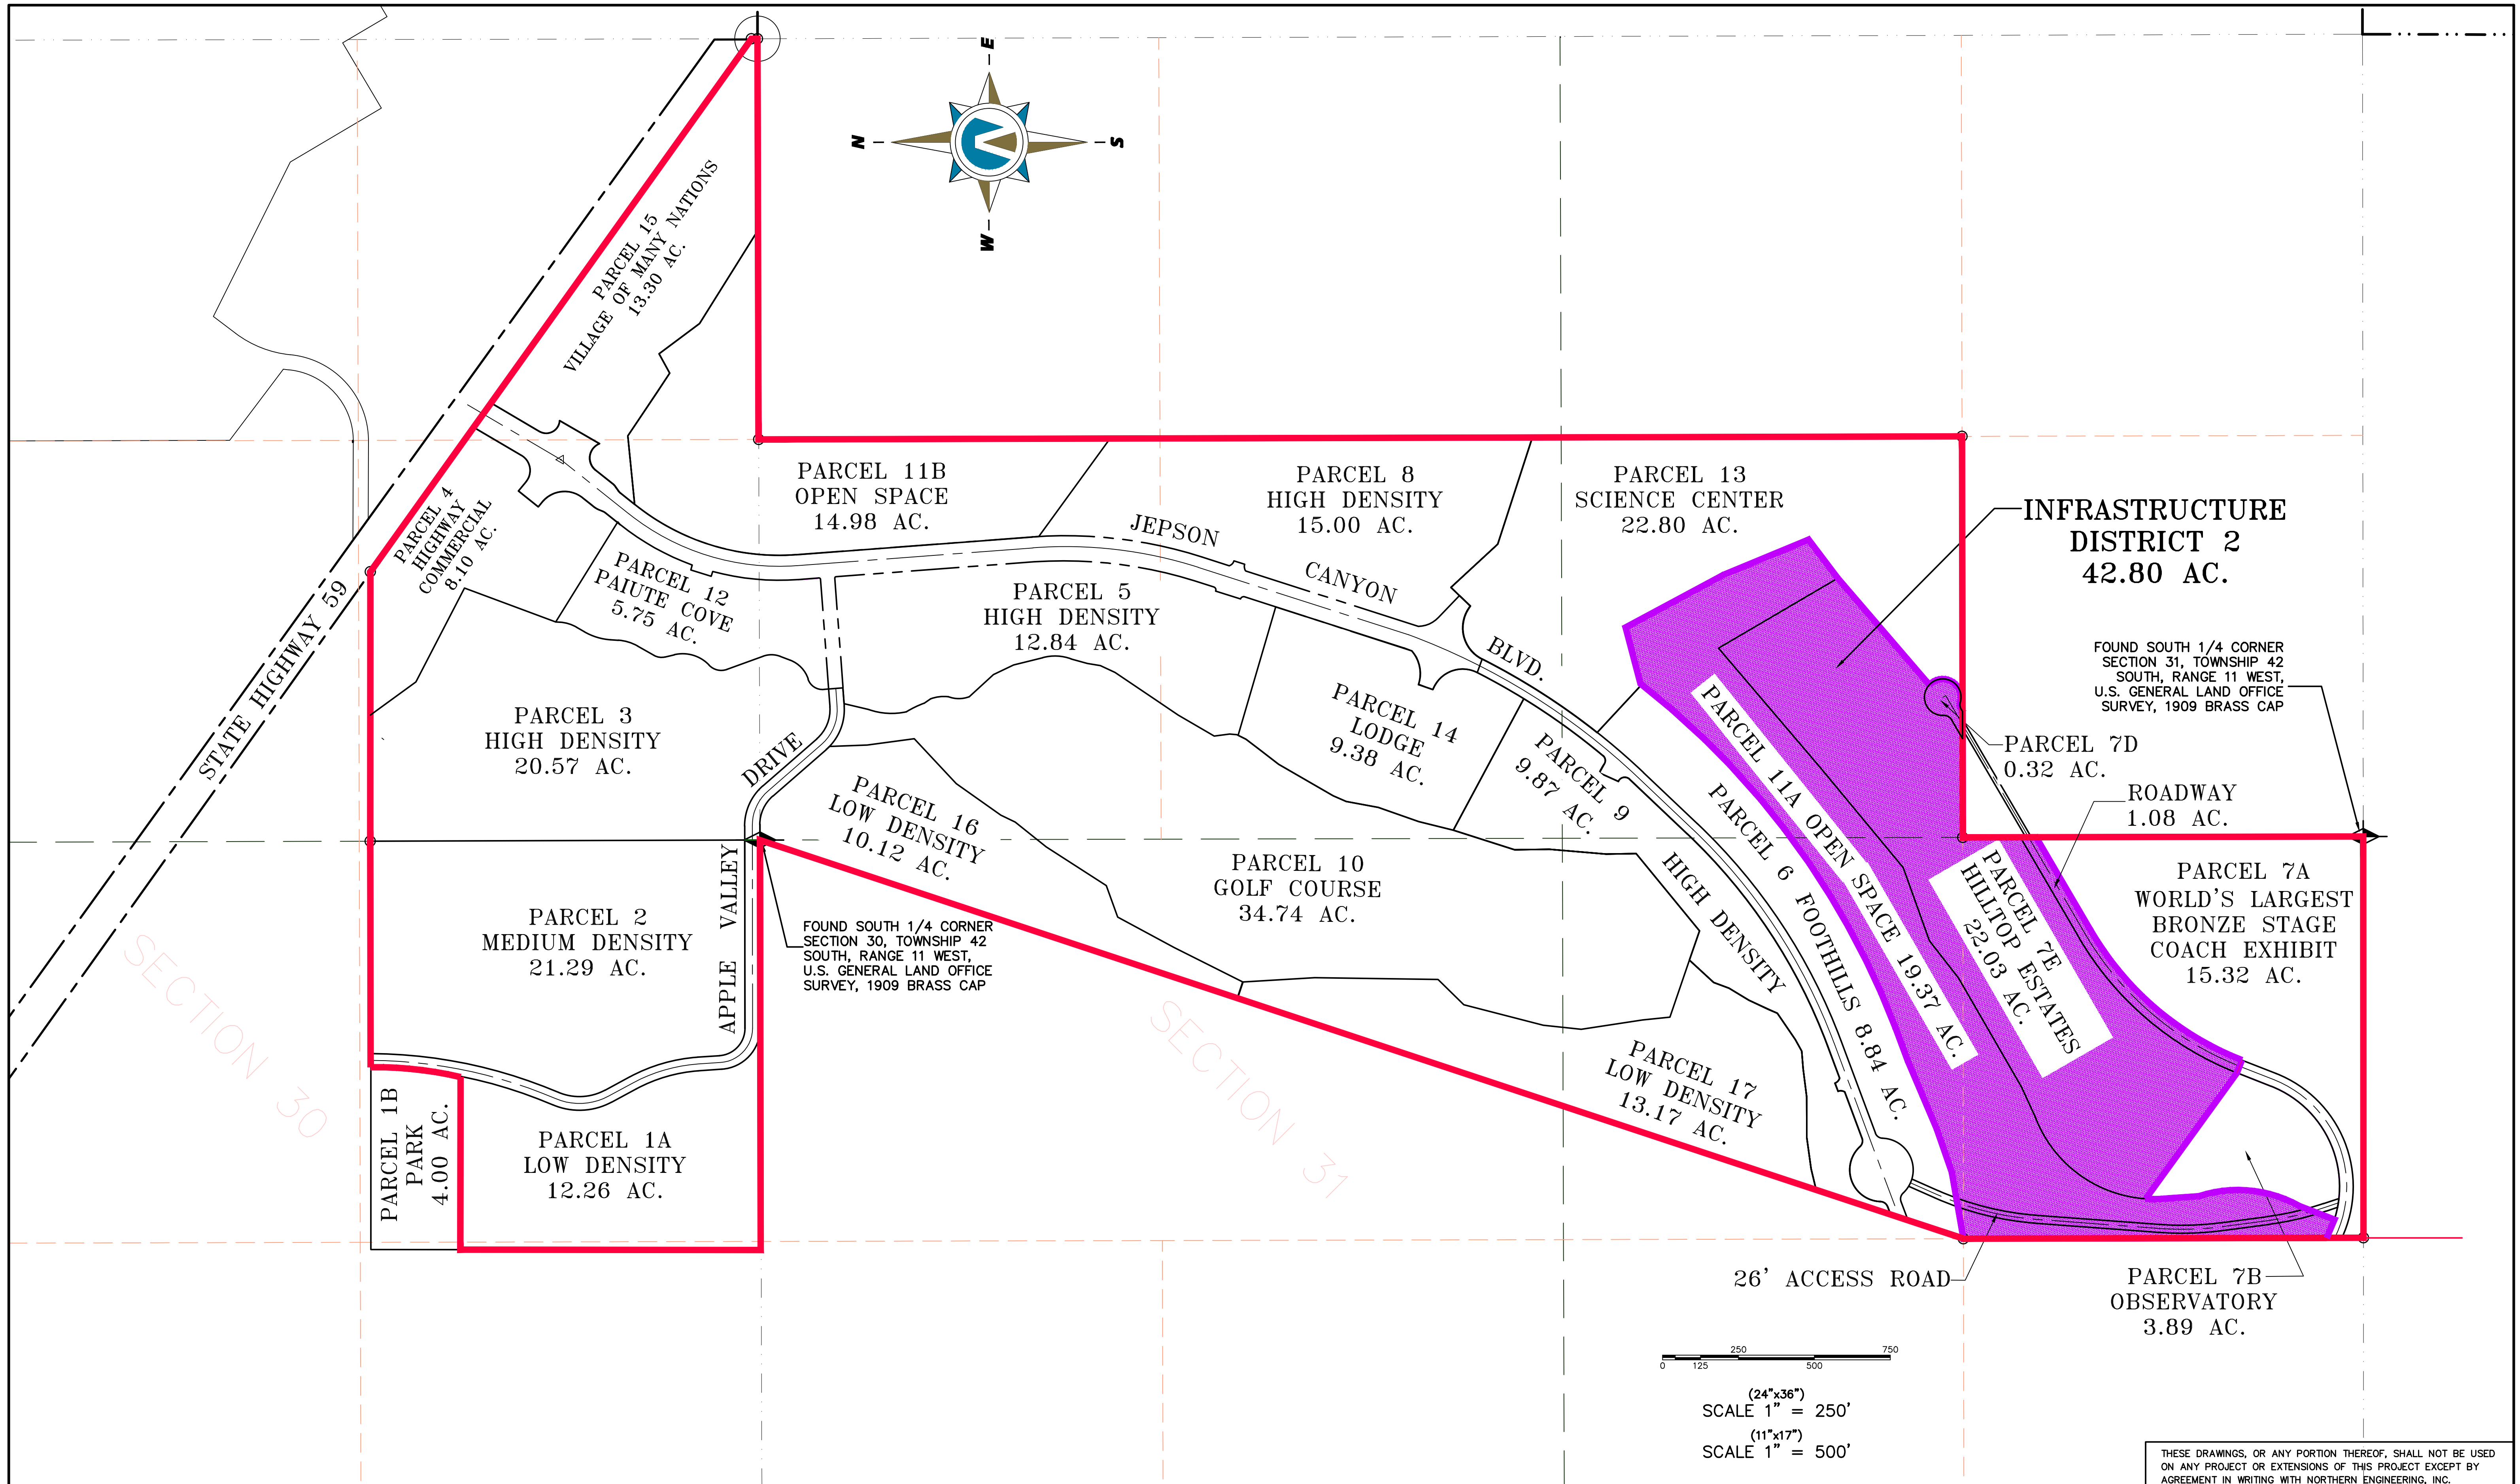 E
N
S
W
PARCEL 15
VILLAGE OF MANY NATIONS
13.30 AC.
PARCEL 4
HIGHWAY
COMMERCIAL
8.10 AC.
STATE HIGHWAY 59
PARCEL 11B
OPEN SPACE
14.98 AC.
PARCEL 8
HIGH DENSITY
15.00 AC.
PARCEL 13
SCIENCE CENTER
22.80 AC.
INFRASTRUCTURE
DISTRICT 2
42.80 AC.
JEPSON CANYON BLVD.
PARCEL 12
PAIUTE COVE
5.75 AC.
PARCEL 5
HIGH DENSITY
12.84 AC.
FOUND SOUTH 1/4 CORNER
SECTION 31, TOWNSHIP 42
SOUTH, RANGE 11 WEST,
U.S. GENERAL LAND OFFICE
SURVEY, 1909 BRASS CAP
PARCEL 3
HIGH DENSITY
20.57 AC.
APPLE VALLEY DRIVE
PARCEL 14
LODGE
9.38 AC.
PARCEL 9
9.87 AC.
HIGH DENSITY
PARCEL 7D
0.32 AC.
ROADWAY
1.08 AC.
PARCEL 16
LOW DENSITY
10.12 AC.
PARCEL 10
GOLF COURSE
34.74 AC.
PARCEL 6 FOOTHILLS 8.84 AC.
PARCEL 11A OPEN SPACE 19.37 AC.
PARCEL 7E
HILLTOP ESTATES
22.03 AC.
PARCEL 7A
WORLD'S LARGEST
BRONZE STAGE
COACH EXHIBIT
15.32 AC.
PARCEL 2
MEDIUM DENSITY
21.29 AC.
FOUND SOUTH 1/4 CORNER
SECTION 30, TOWNSHIP 42
SOUTH, RANGE 11 WEST,
U.S. GENERAL LAND OFFICE
SURVEY, 1909 BRASS CAP
SECTION 30
SECTION 31
PARCEL 1B
PARK
4.00 AC.
PARCEL 1A
LOW DENSITY
12.26 AC.
PARCEL 17
LOW DENSITY
13.17 AC.
26' ACCESS ROAD
PARCEL 7B
OBSERVATORY
3.89 AC.
250 750
0 125 500
(24"x36")
SCALE 1" = 250'
(11"x17")
SCALE 1" = 500'
THESE DRAWINGS, OR ANY PORTION THEREOF, SHALL NOT BE USED
ON ANY PROJECT OR EXTENSIONS OF THIS PROJECT EXCEPT BY
AGREEMENT IN WRITING WITH NORTHERN ENGINEERING, INC.